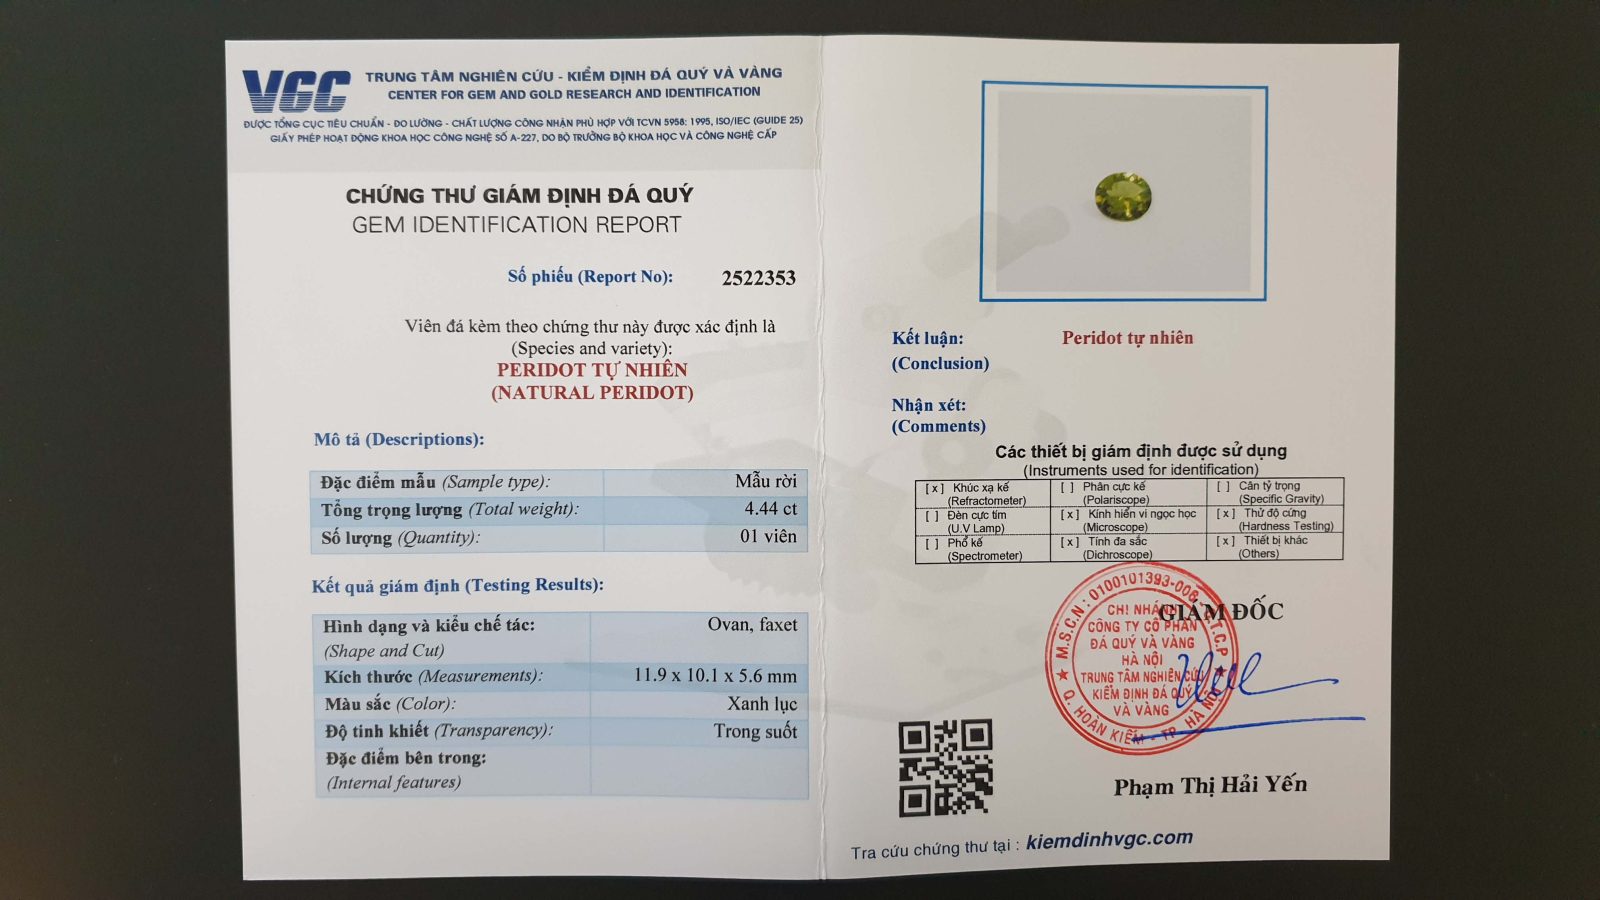 VGC
TRUNG TÂM NGHIÊN CỨU - KIỂM ĐỊNH ĐÁ QUÝ VÀ VÀNG
CENTER FOR GEM AND GOLD RESEARCH AND IDENTIFICATION
ĐƯỢC TỔNG CỤC TIÊU CHUẨN - ĐO LƯỜNG - CHẤT LƯỢNG CÔNG NHẬN PHÙ HỢP VỚI TCVN 5958: 1995, ISO/IEC (GUIDE 25)
GIẤY PHÉP HOẠT ĐỘNG KHOA HỌC CÔNG NGHỆ SỐ A-227, DO BỘ TRƯỞNG BỘ KHOA HỌC VÀ CÔNG NGHỆ CẤP
CHỨNG THƯ GIÁM ĐỊNH ĐÁ QUÝ
GEM IDENTIFICATION REPORT
Số phiếu (Report No): 2522353
Viên đá kèm theo chứng thư này được xác định là
(Species and variety):
PERIDOT TỰ NHIÊN
(NATURAL PERIDOT)
Mô tả (Descriptions):
Đặc điểm mẫu (Sample type): Mẫu rời
Tổng trọng lượng (Total weight): 4.44 ct
Số lượng (Quantity): 01 viên
Kết quả giám định (Testing Results):
Hình dạng và kiểu chế tác: Ovan, faxet
(Shape and Cut)
Kích thước (Measurements): 11.9 x 10.1 x 5.6 mm
Màu sắc (Color): Xanh lục
Độ tinh khiết (Transparency): Trong suốt
Đặc điểm bên trong:
(Internal features)
Kết luận: Peridot tự nhiên
(Conclusion)
Nhận xét:
(Comments)
Các thiết bị giám định được sử dụng
(Instruments used for identification)
[ x ] Khúc xạ kế [ ] Phân cực kế [ ] Cân tỷ trọng
(Refractometer) (Polariscope) (Specific Gravity)
[ ] Đèn cực tím [ x ] Kính hiển vi ngọc học [ x ] Thử độ cứng
(U.V Lamp) (Microscope) (Hardness Testing)
[ ] Phổ kế [ x ] Tính đa sắc [ x ] Thiết bị khác
(Spectrometer) (Dichroscope) (Others)
GIÁM ĐỐC
M.S.C.N: 0100101393-006
CHI NHÁNH
CÔNG TY CỔ PHẦN
ĐÁ QUÝ VÀ VÀNG
HÀ NỘI
TRUNG TÂM NGHIÊN CỨU
KIỂM ĐỊNH ĐÁ QUÝ
VÀ VÀNG
Q. HOÀN KIẾM - TP. HÀ NỘI
Phạm Thị Hải Yến
Tra cứu chứng thư tại : kiemdinhvgc.com